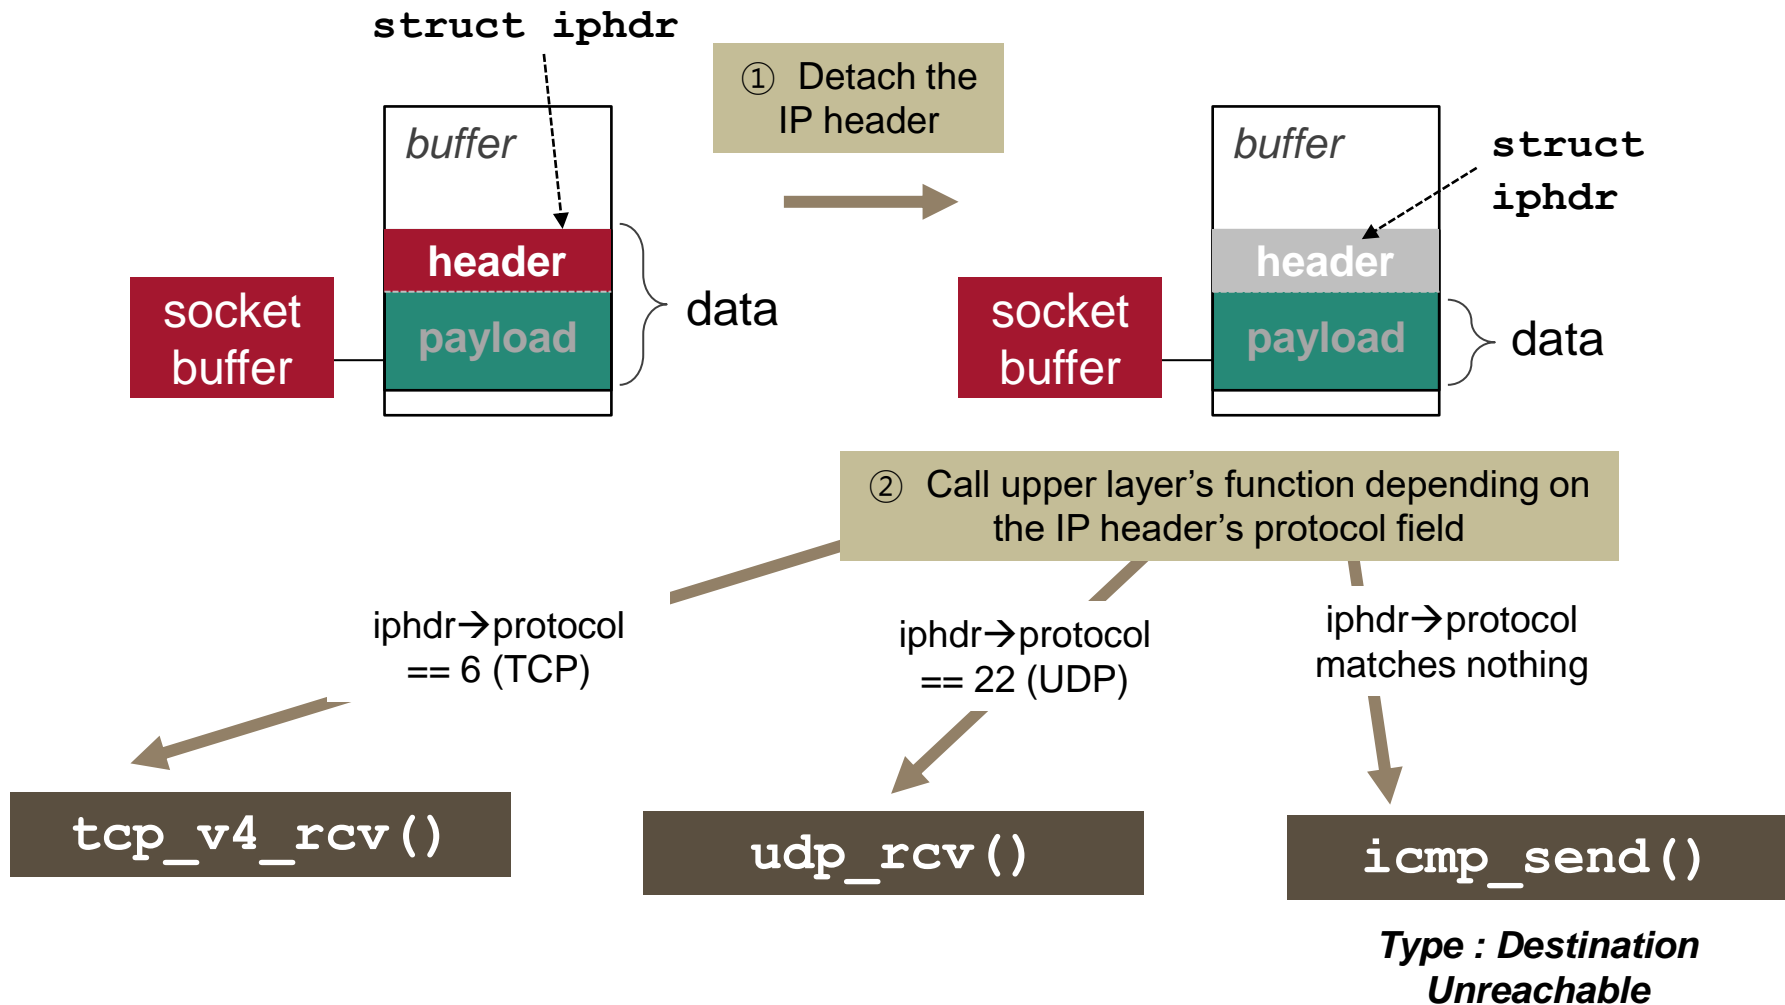 struct iphdr
① Detach the
IP header
buffer
header
payload
data
socket
buffer
buffer
struct
iphdr
header
payload
data
socket
buffer
② Call upper layer’s function depending on
the IP header’s protocol field
iphdr→protocol
== 6 (TCP)
iphdr→protocol
== 22 (UDP)
iphdr→protocol
matches nothing
tcp_v4_rcv()
udp_rcv()
icmp_send()
Type : Destination
Unreachable